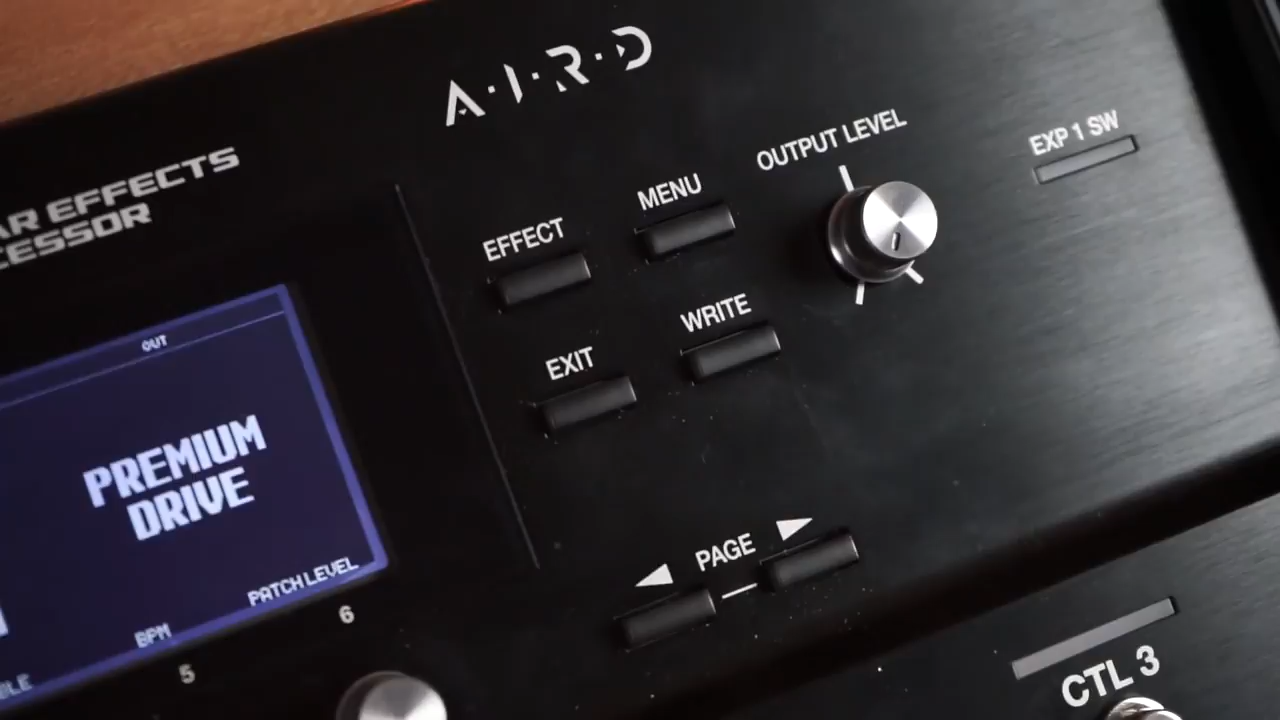 A·I·R·D
AR EFFECTS
CESSOR
EFFECT
MENU
OUTPUT LEVEL
EXP 1 SW
EXIT
WRITE
OUT
PREMIUM
DRIVE
PATCH LEVEL
BPM
5
6
PAGE
CTL 3